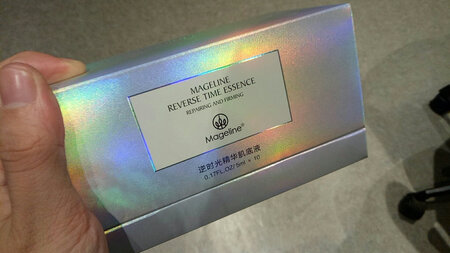 MAGELINE
REVERSE TIME ESSENCE
REPAIRING AND FIRMING
Mageline®
逆时光精华肌底液
0.17FL.OZ/5ml * 10